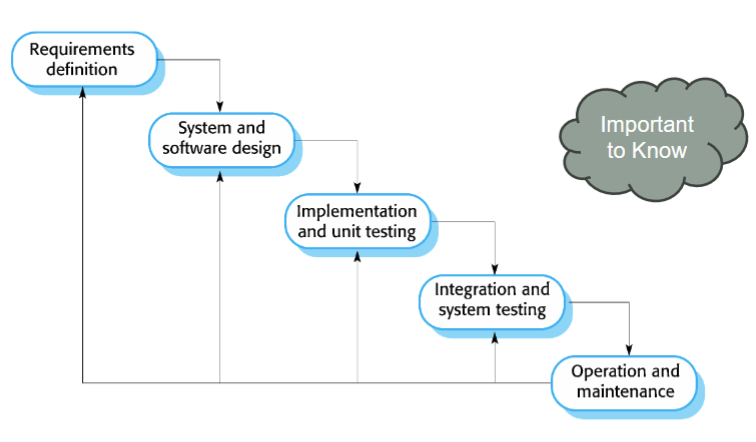 Requirements
definition
System and
software design
Important
to Know
Implementation
and unit testing
Integration and
system testing
Operation and
maintenance